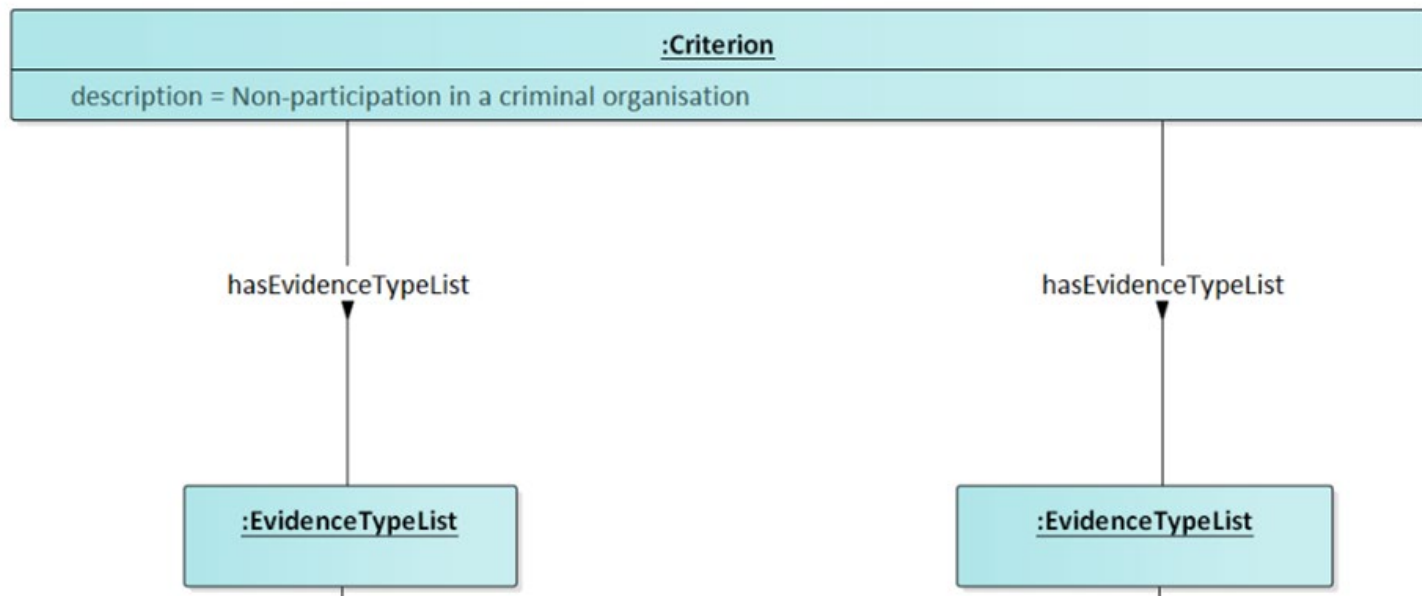 :Criterion
description = Non-participation in a criminal organisation
hasEvidenceTypeList hasEvidenceTypeList
:EvidenceTypeList :EvidenceTypeList